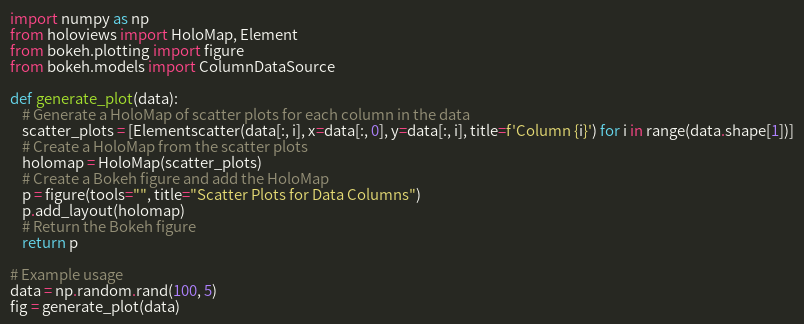 import numpy as np
from holoviews import HoloMap, Element
from bokeh.plotting import figure
from bokeh.models import ColumnDataSource

def generate_plot(data):
    # Generate a HoloMap of scatter plots for each column in the data
    scatter_plots = [Elementscatter(data[:, i], x=data[:, 0], y=data[:, i], title=f'Column {i}') for i in range(data.shape[1])]
    # Create a HoloMap from the scatter plots
    holomap = HoloMap(scatter_plots)
    # Create a Bokeh figure and add the HoloMap
    p = figure(tools="", title="Scatter Plots for Data Columns")
    p.add_layout(holomap)
    # Return the Bokeh figure
    return p

# Example usage
data = np.random.rand(100, 5)
fig = generate_plot(data)